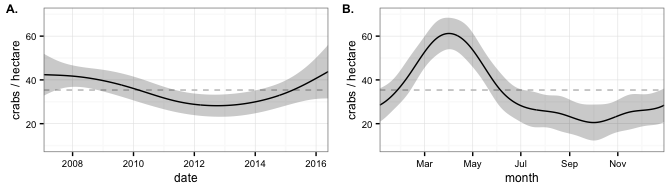 A.
crabs / hectare
60
40
20
2008 2010 2012 2014 2016
date
B.
crabs / hectare
60
40
20
Mar May Jul Sep Nov
month